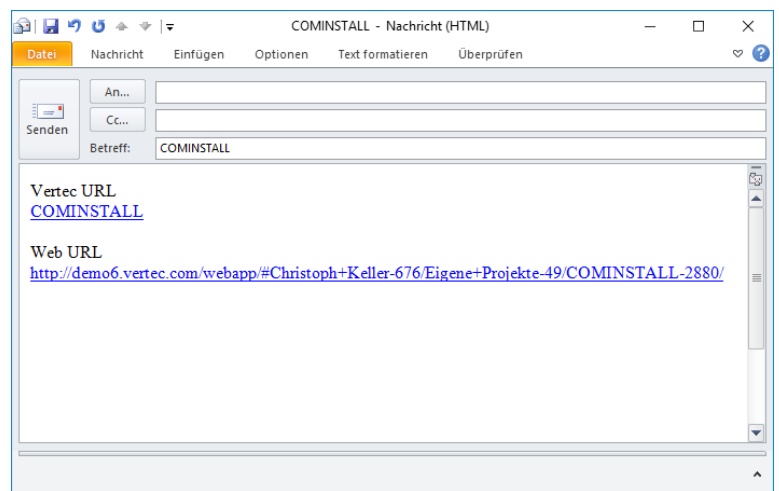 COMINSTALL - Nachricht (HTML)
Datei Nachricht Einfügen Optionen Text formatieren Überprüfen
An...
Cc...
Senden
Betreff: COMINSTALL
Vertec URL
COMINSTALL
Web URL
http://demo6.vertec.com/webapp/#Christoph+Keller-676/Eigene+Projekte-49/COMINSTALL-2880/